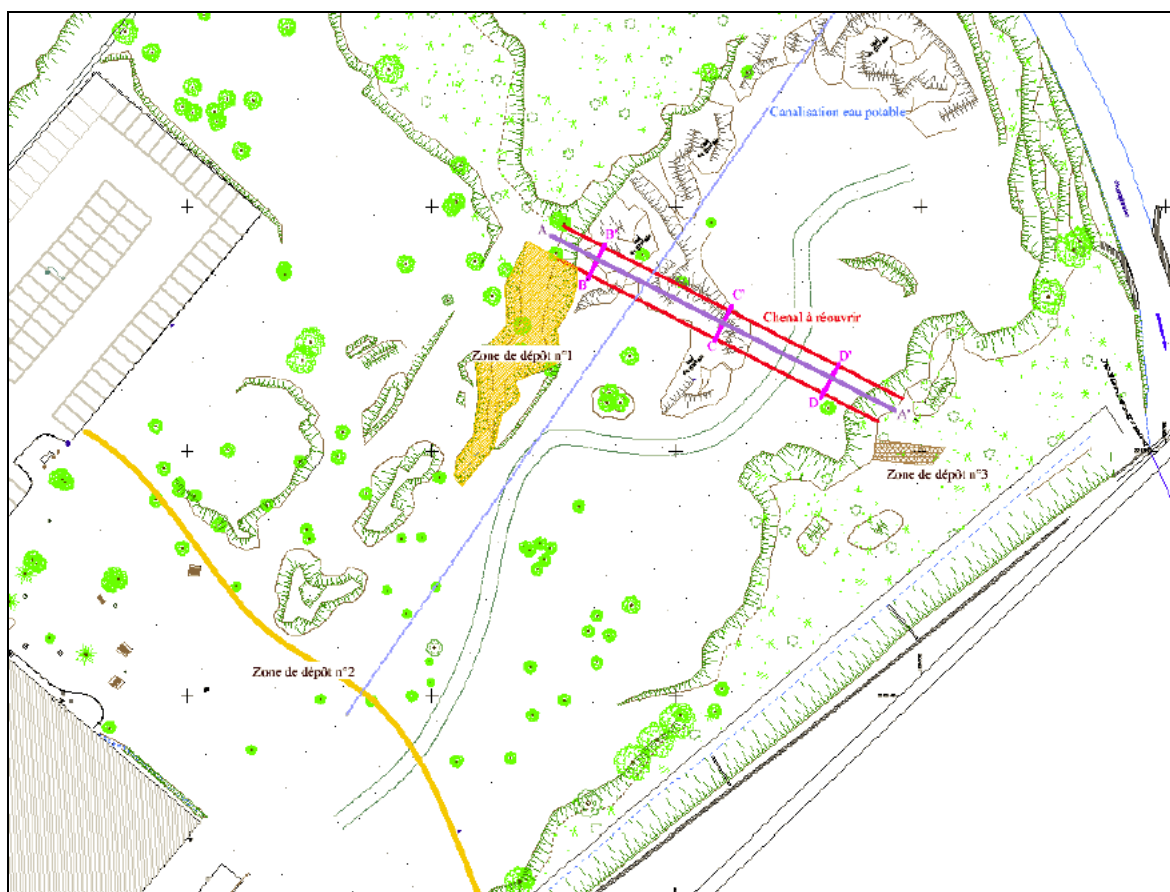 Canalisation eau potable
A
B'
B
C'
Chenal à réouvrir
C
Zone de dépôt n°1
D'
D
A'
Zone de dépôt n°3
Zone de dépôt n°2